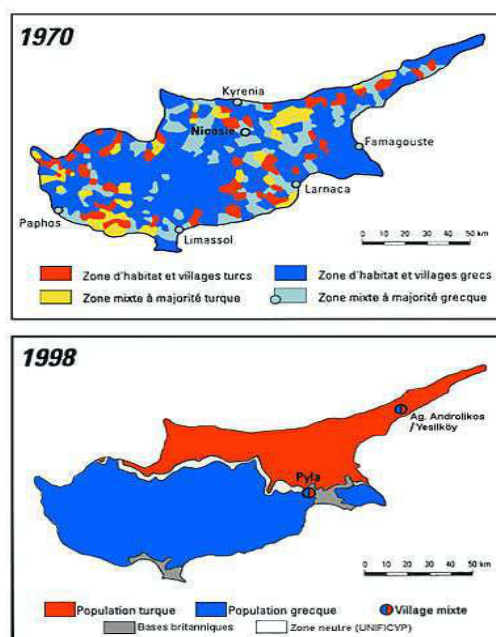 1970
Kyrenia
Nicosie
Famagouste
Larnaca
Paphos
Limassol
0 10 20 30 40 50 km
Zone d'habitat et villages turcs
Zone d'habitat et villages grecs
Zone mixte à majorité turque
Zone mixte à majorité grecque
1998
Ag. Androlikos
/Yesilköy
Pyla
0 10 20 30 40 50 km
Population turque
Population grecque
Village mixte
Bases britanniques
Zone neutre (UNIFICYP)